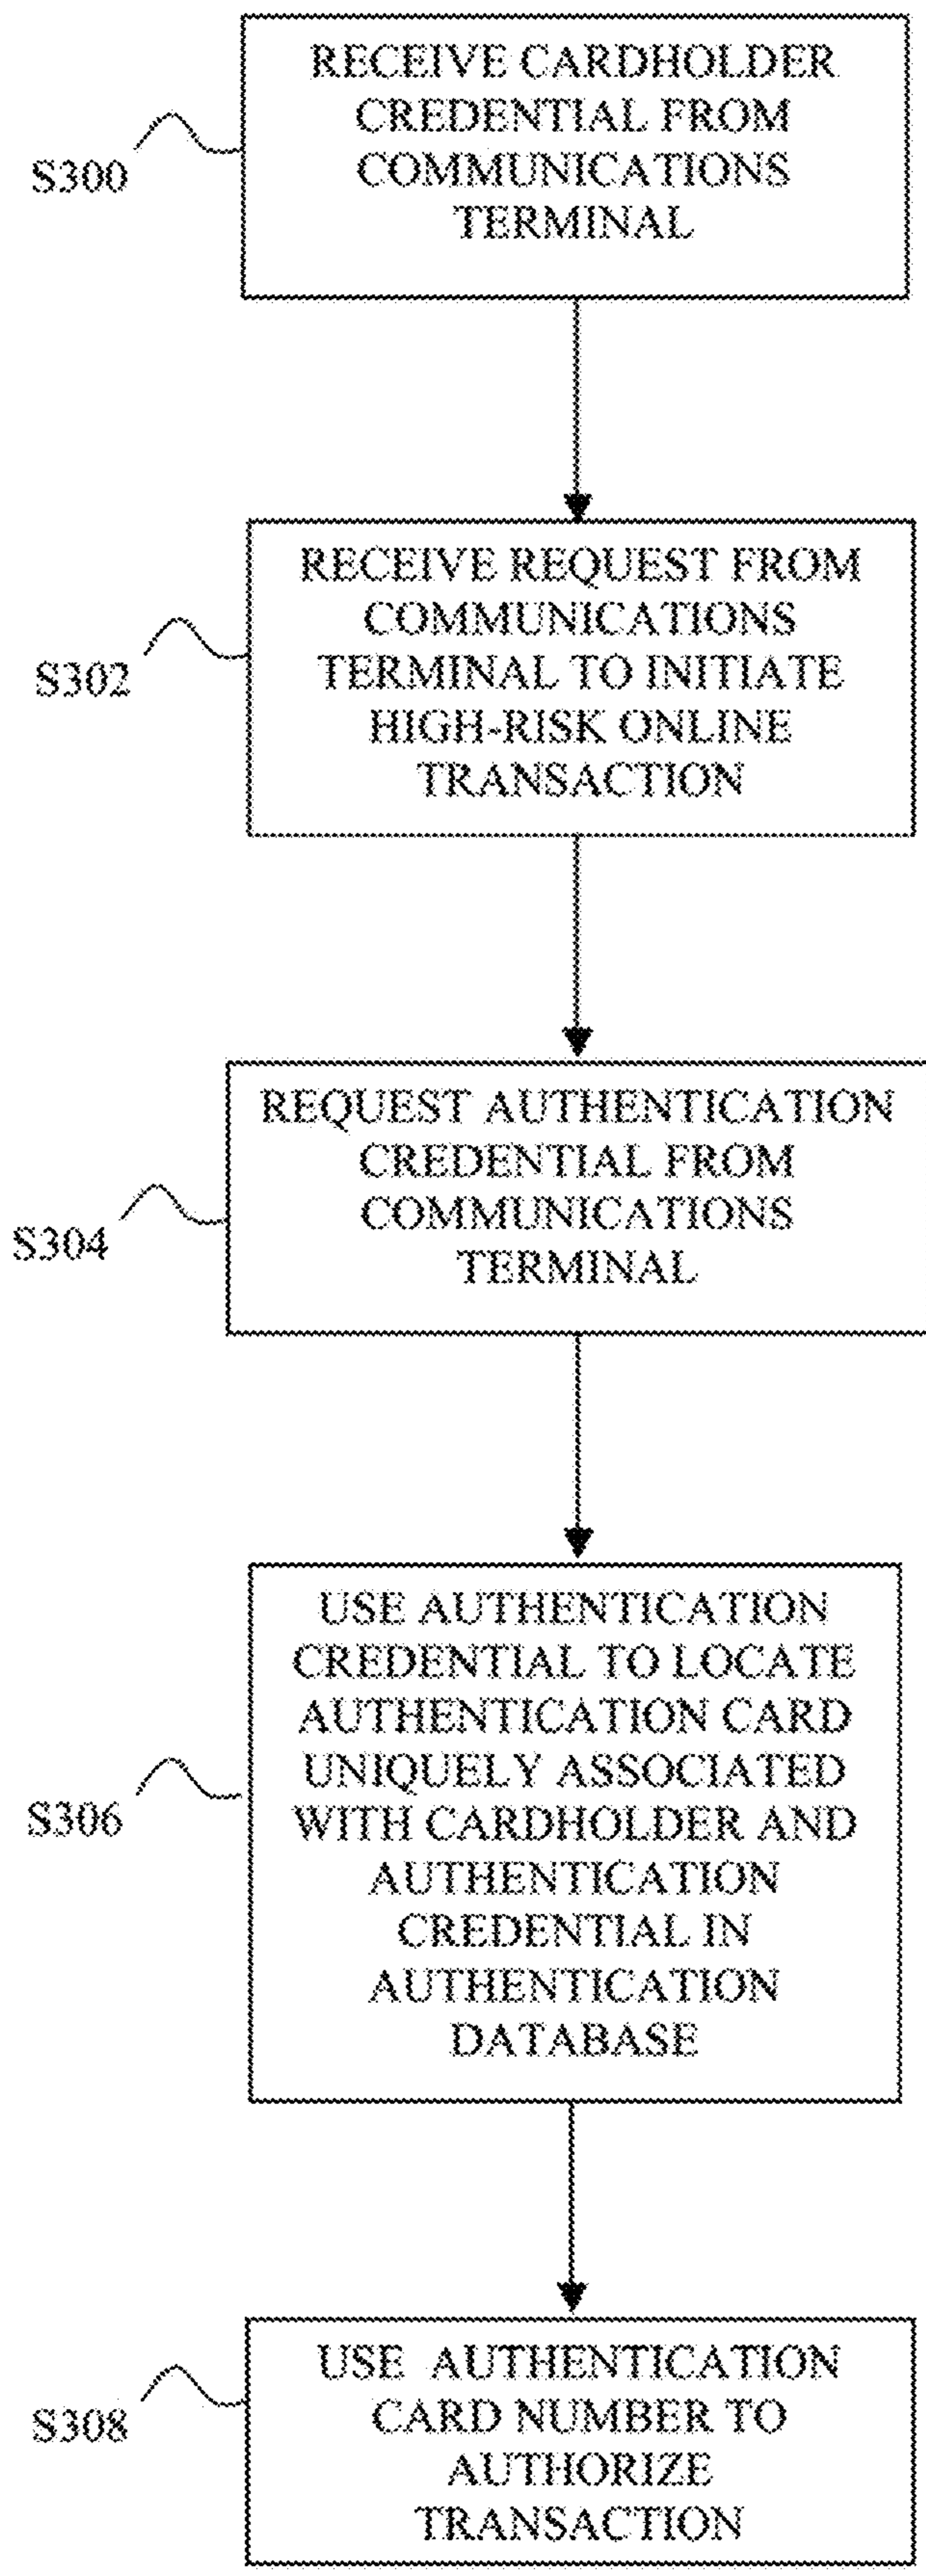 RECEIVE CARDHOLDER
CREDENTIAL FROM
COMMUNICATIONS
TERMINAL
S300
RECEIVE REQUEST FROM
COMMUNICATIONS
TERMINAL TO INITIATE
HIGH-RISK ONLINE
TRANSACTION
S302
REQUEST AUTHENTICATION
CREDENTIAL FROM
COMMUNICATIONS
TERMINAL
S304
USE AUTHENTICATION
CREDENTIAL TO LOCATE
AUTHENTICATION CARD
UNIQUELY ASSOCIATED
WITH CARDHOLDER AND
AUTHENTICATION
CREDENTIAL IN
AUTHENTICATION
DATABASE
S306
USE AUTHENTICATION
CARD NUMBER TO
AUTHORIZE
TRANSACTION
S308